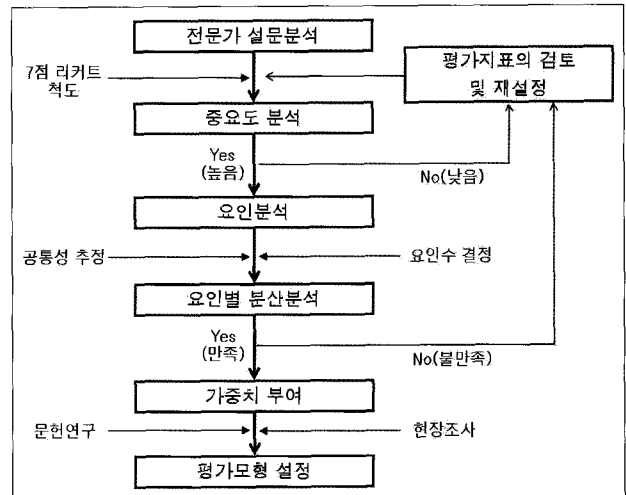 전문가 설문분석
평가지표의 검토
및 재설정
7점 리커트
척도
중요도 분석
Yes
(높음)
No(낮음)
요인분석
공통성 추정
요인수 결정
요인별 분산분석
Yes
(만족)
No(불만족)
가중치 부여
문헌연구
현장조사
평가모형 설정